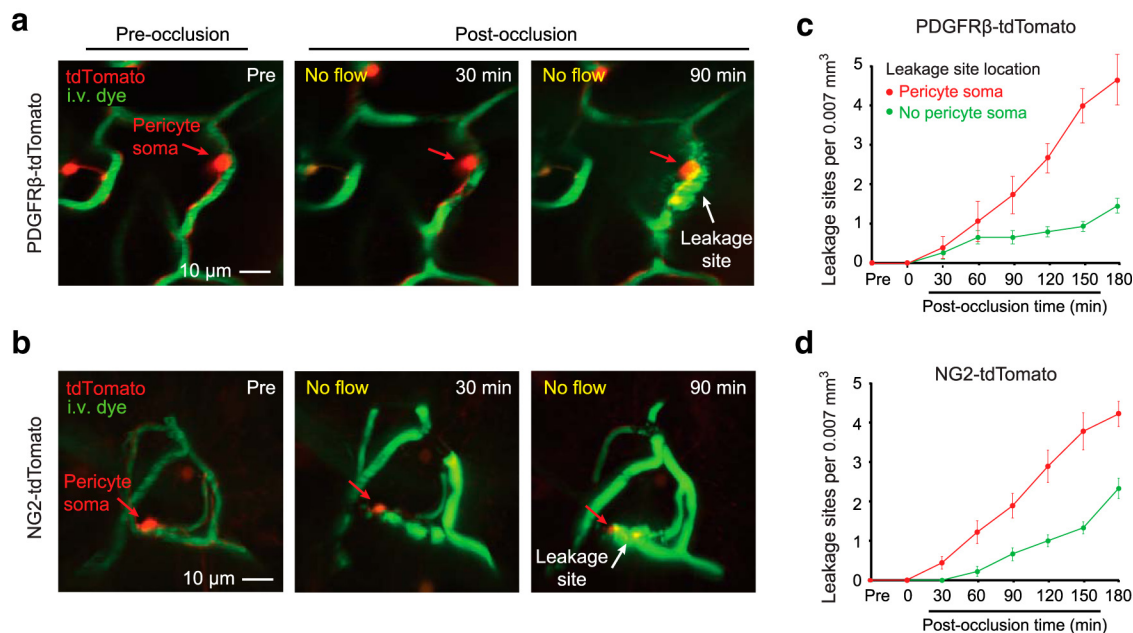 a
Pre-occlusion
Post-occlusion
PDGFRβ-tdTomato
tdTomato
i.v. dye
Pre
Pericyte
soma
10 µm
No flow
30 min
No flow
90 min
Leakage
site
b
NG2-tdTomato
tdTomato
i.v. dye
Pre
Pericyte
soma
10 µm
No flow
30 min
No flow
90 min
Leakage
site
c
PDGFRβ-tdTomato
Leakage site location
Pericyte soma
No pericyte soma
Leakage sites per 0.007 mm³
5
4
3
2
1
0
Pre 0 30 60 90 120 150 180
Post-occlusion time (min)
d
NG2-tdTomato
Leakage sites per 0.007 mm³
5
4
3
2
1
0
Pre 0 30 60 90 120 150 180
Post-occlusion time (min)